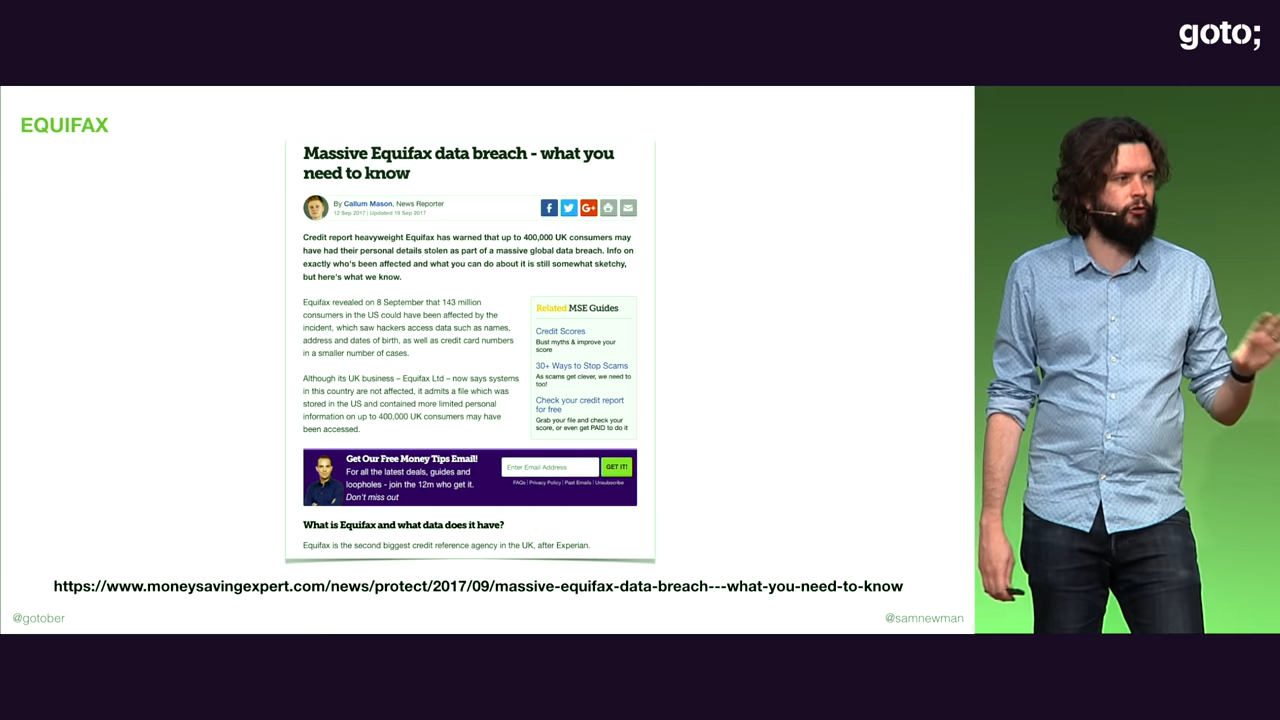 goto;
EQUIFAX
Massive Equifax data breach - what you
need to know
By Callum Mason, News Reporter
12 Sep 2017 | Updated 19 Sep 2017
Credit report heavyweight Equifax has warned that up to 400,000 UK consumers may
have had their personal details stolen as part of a massive global data breach. Info on
exactly who's been affected and what you can do about it is still somewhat sketchy,
but here's what we know.
Equifax revealed on 8 September that 143 million
consumers in the US could have been affected by the
incident, which saw hackers access data such as names,
address and dates of birth, as well as credit card numbers
in a smaller number of cases.
Although its UK business – Equifax Ltd – now says systems
in this country are not affected, it admits a file which was
stored in the US and contained more limited personal
information on up to 400,000 UK consumers may have
been accessed.
Related MSE Guides
Credit Scores
Bust myths & improve your
score
30+ Ways to Stop Scams
As scams get clever, we need to
too!
Check your credit report
for free
Grab your file and check your
score, or even get PAID to do it
Get Our Free Money Tips Email!
For all the latest deals, guides and
loopholes - join the 12m who get it.
Don't miss out
Enter Email Address
GET IT!
FAQs | Privacy Policy | Past Emails | Unsubscribe
What is Equifax and what data does it have?
Equifax is the second biggest credit reference agency in the UK, after Experian.
https://www.moneysavingexpert.com/news/protect/2017/09/massive-equifax-data-breach---what-you-need-to-know
@gotober
@samnewman